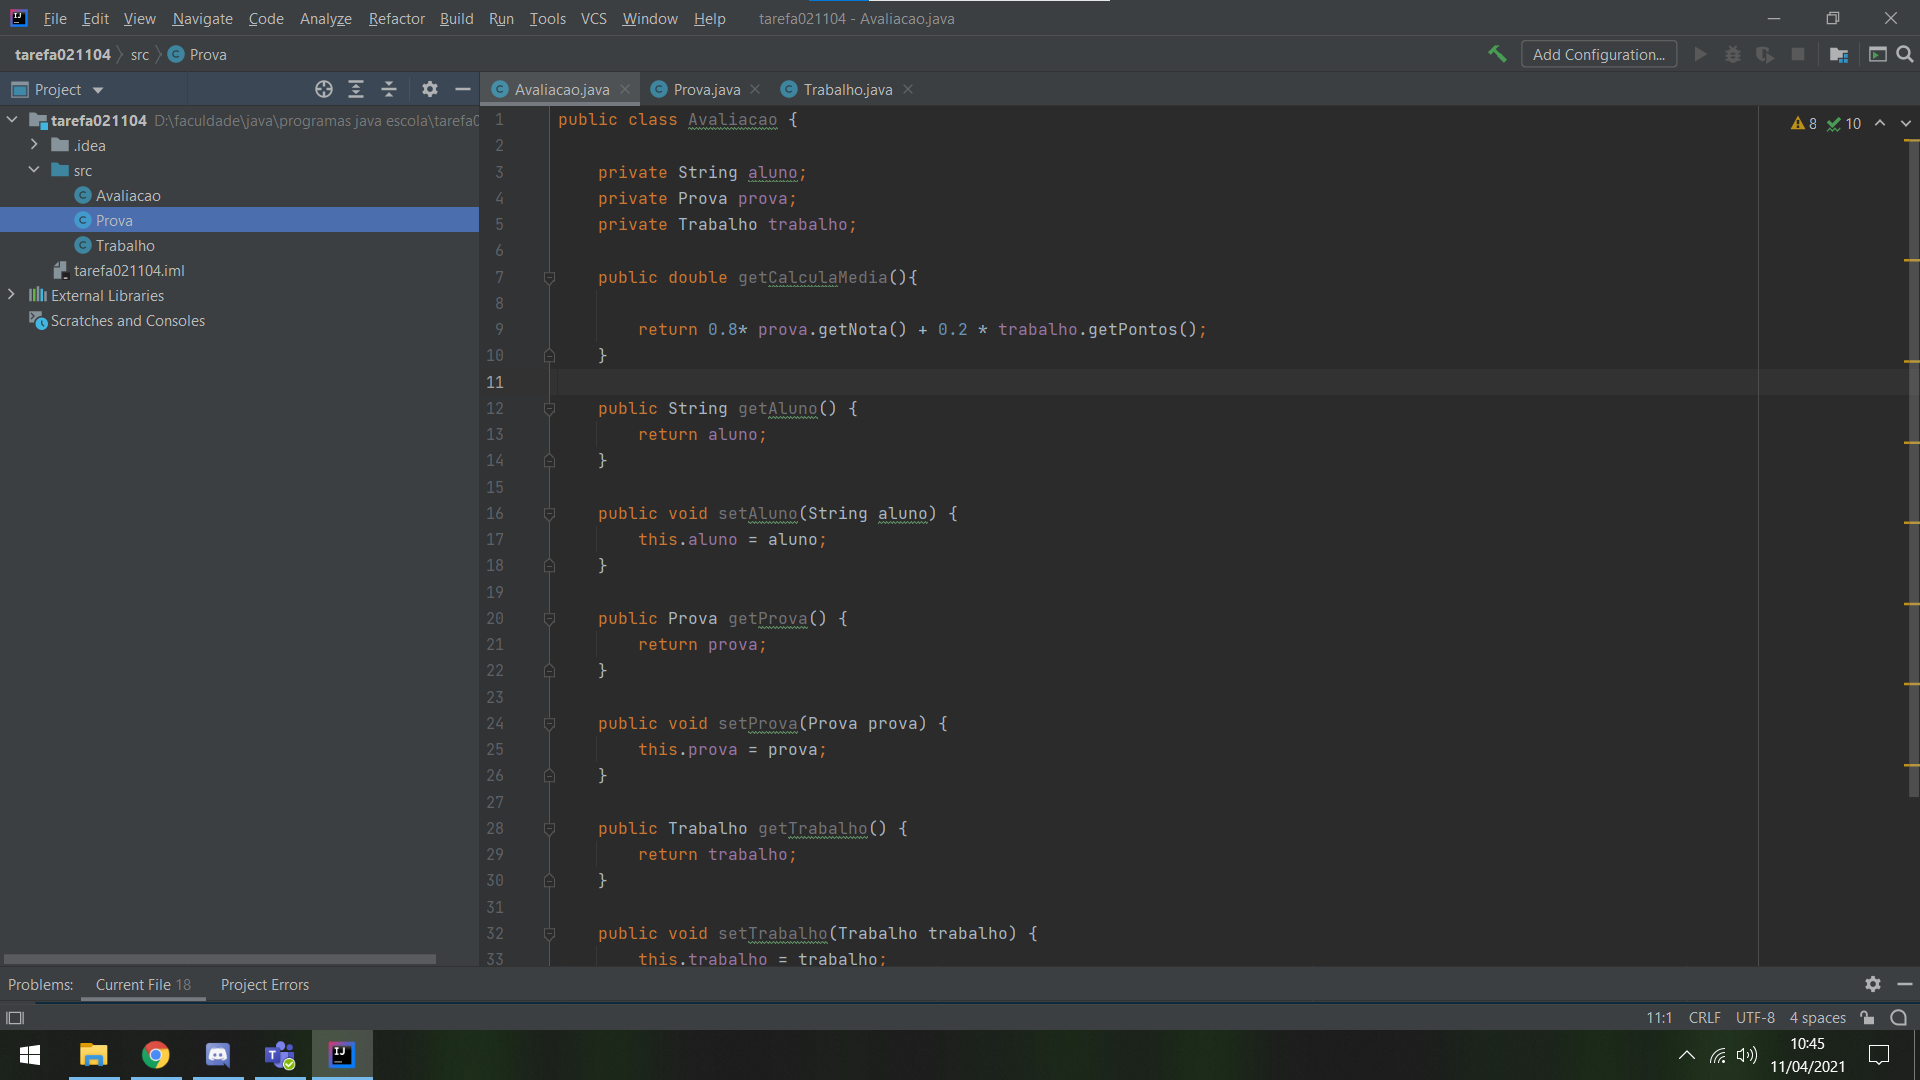 File Edit View Navigate Code Analyze Refactor Build Run Tools VCS Window Help tarefa021104 - Avaliacao.java
tarefa021104 src Prova Add Configuration...
Project
Avaliacao.java Prova.java Trabalho.java
tarefa021104 D:\faculdade\java\programas java escola\tarefa0
.idea
src
Avaliacao
Prova
Trabalho
tarefa021104.iml
External Libraries
Scratches and Consoles
8 10
1 public class Avaliacao {
2
3 private String aluno;
4 private Prova prova;
5 private Trabalho trabalho;
6
7 public double getCalculaMedia(){
8
9 return 0.8* prova.getNota() + 0.2 * trabalho.getPontos();
10 }
11
12 public String getAluno() {
13 return aluno;
14 }
15
16 public void setAluno(String aluno) {
17 this.aluno = aluno;
18 }
19
20 public Prova getProva() {
21 return prova;
22 }
23
24 public void setProva(Prova prova) {
25 this.prova = prova;
26 }
27
28 public Trabalho getTrabalho() {
29 return trabalho;
30 }
31
32 public void setTrabalho(Trabalho trabalho) {
33 this.trabalho = trabalho;
Problems: Current File 18 Project Errors
11:1 CRLF UTF-8 4 spaces
10:45
11/04/2021